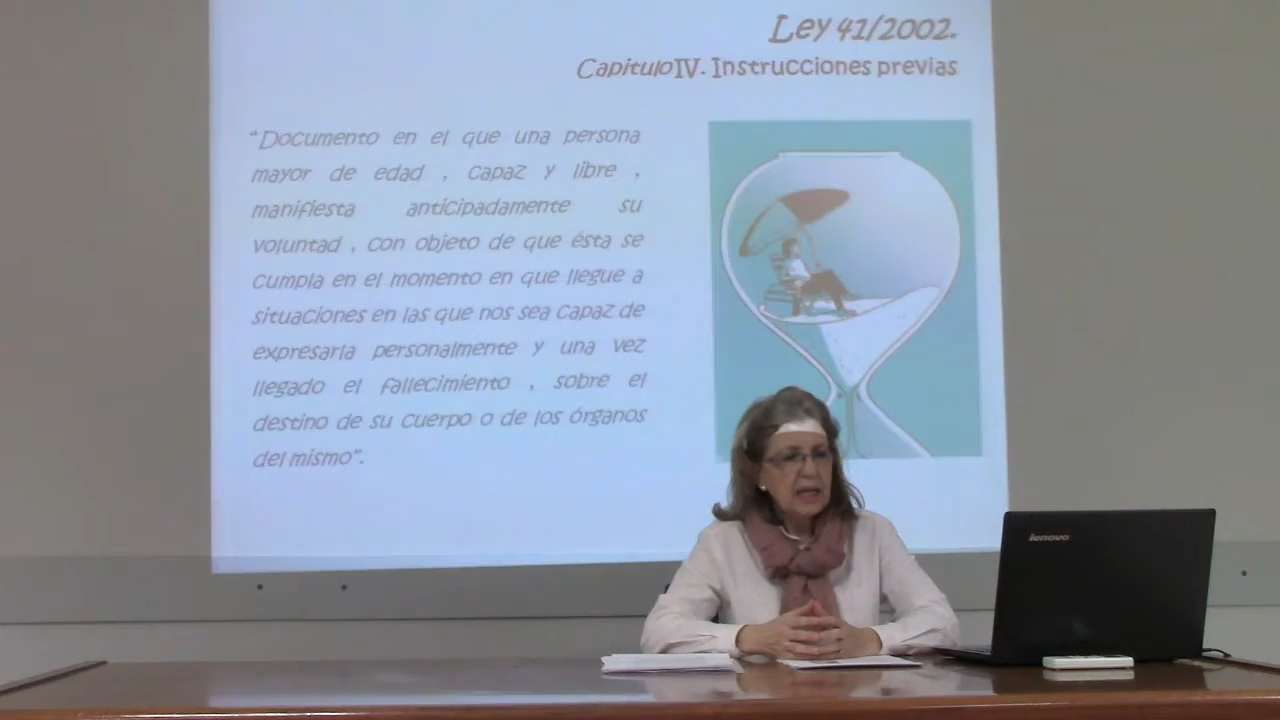 Ley 41/2002.
Capitulo IV. Instrucciones previas
“Documento en el que una persona
mayor de edad , capaz y libre ,
manifiesta anticipadamente su
voluntad , con objeto de que ésta se
cumpla en el momento en que llegue a
situaciones en las que nos sea capaz de
expresarla personalmente y una vez
llegado el fallecimiento , sobre el
destino de su cuerpo o de los órganos
del mismo”.
lenovo